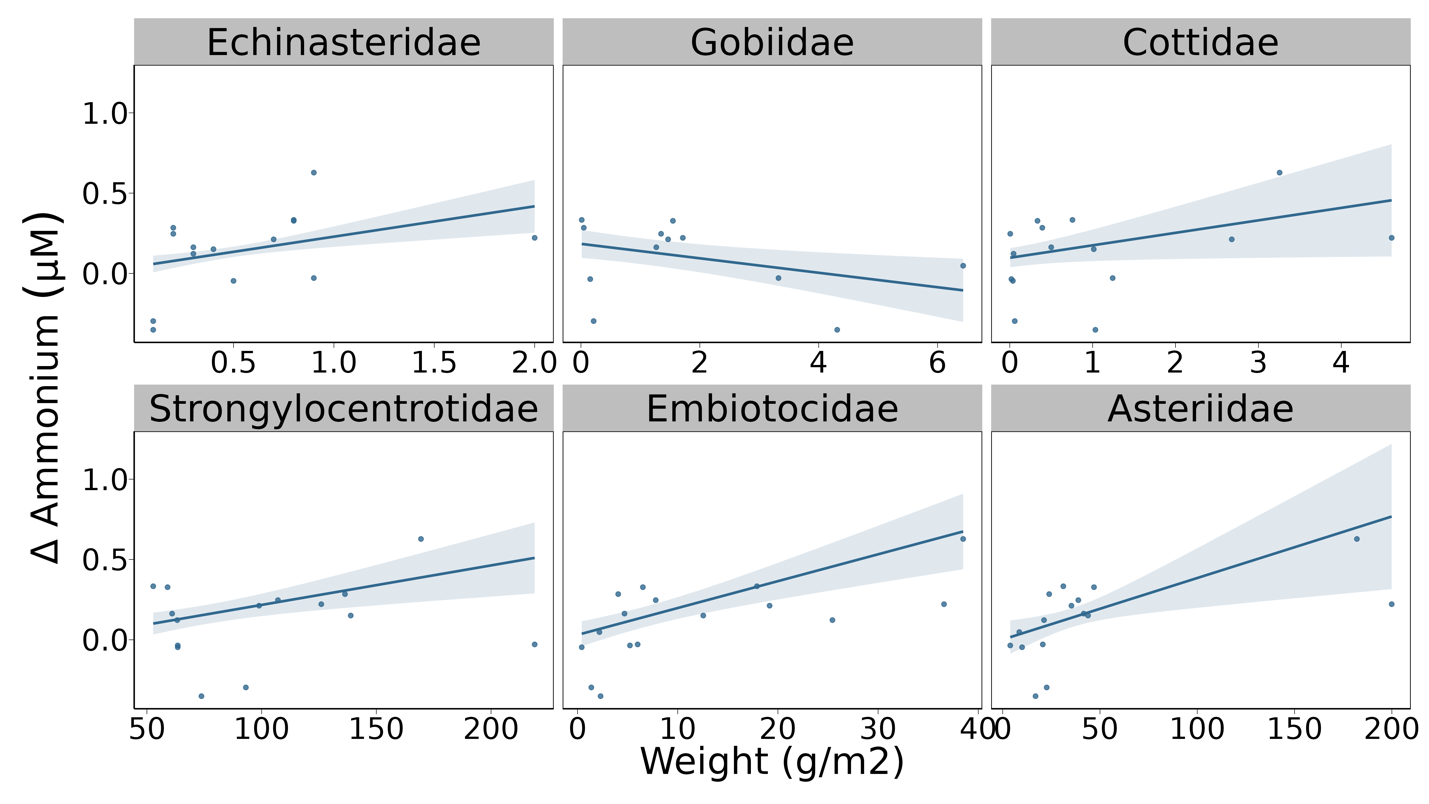 Echinasteridae Gobiidae Cottidae
1.0
0.5
0.0
0.5 1.0 1.5 2.0 0 2 4 6 0 1 2 3 4
Strongylocentrotidae Embiotocidae Asteriidae
1.0
0.5
0.0
50 100 150 200 0 10 20 30 40 0 50 100 150 200
Weight (g/m2)
Δ Ammonium (μM)